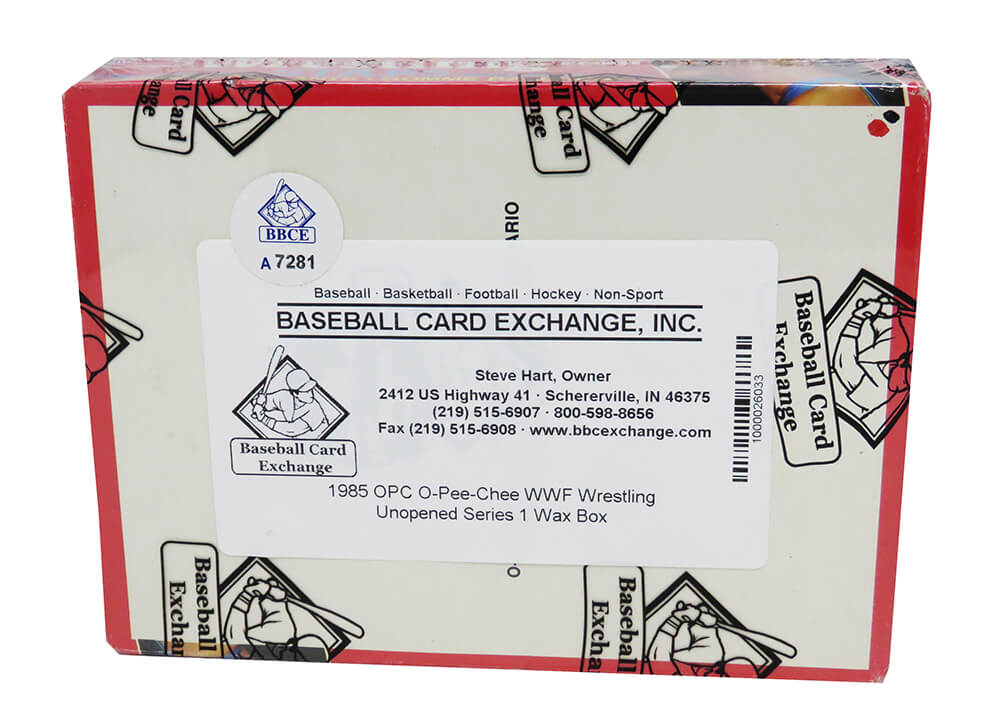 Baseball Card
Exchange
BBCE
A 7281
ARIO
Baseball · Basketball · Football · Hockey · Non-Sport
BASEBALL CARD EXCHANGE, INC.
Steve Hart, Owner
2412 US Highway 41 · Schererville, IN 46375
(219) 515-6907 · 800-598-8656
Fax (219) 515-6908 · www.bbcexchange.com
Baseball Card
Exchange
1985 OPC O-Pee-Chee WWF Wrestling
Unopened Series 1 Wax Box
1000026033
Baseball Card
Exchange
Baseball
Exchan
Baseball
Excha